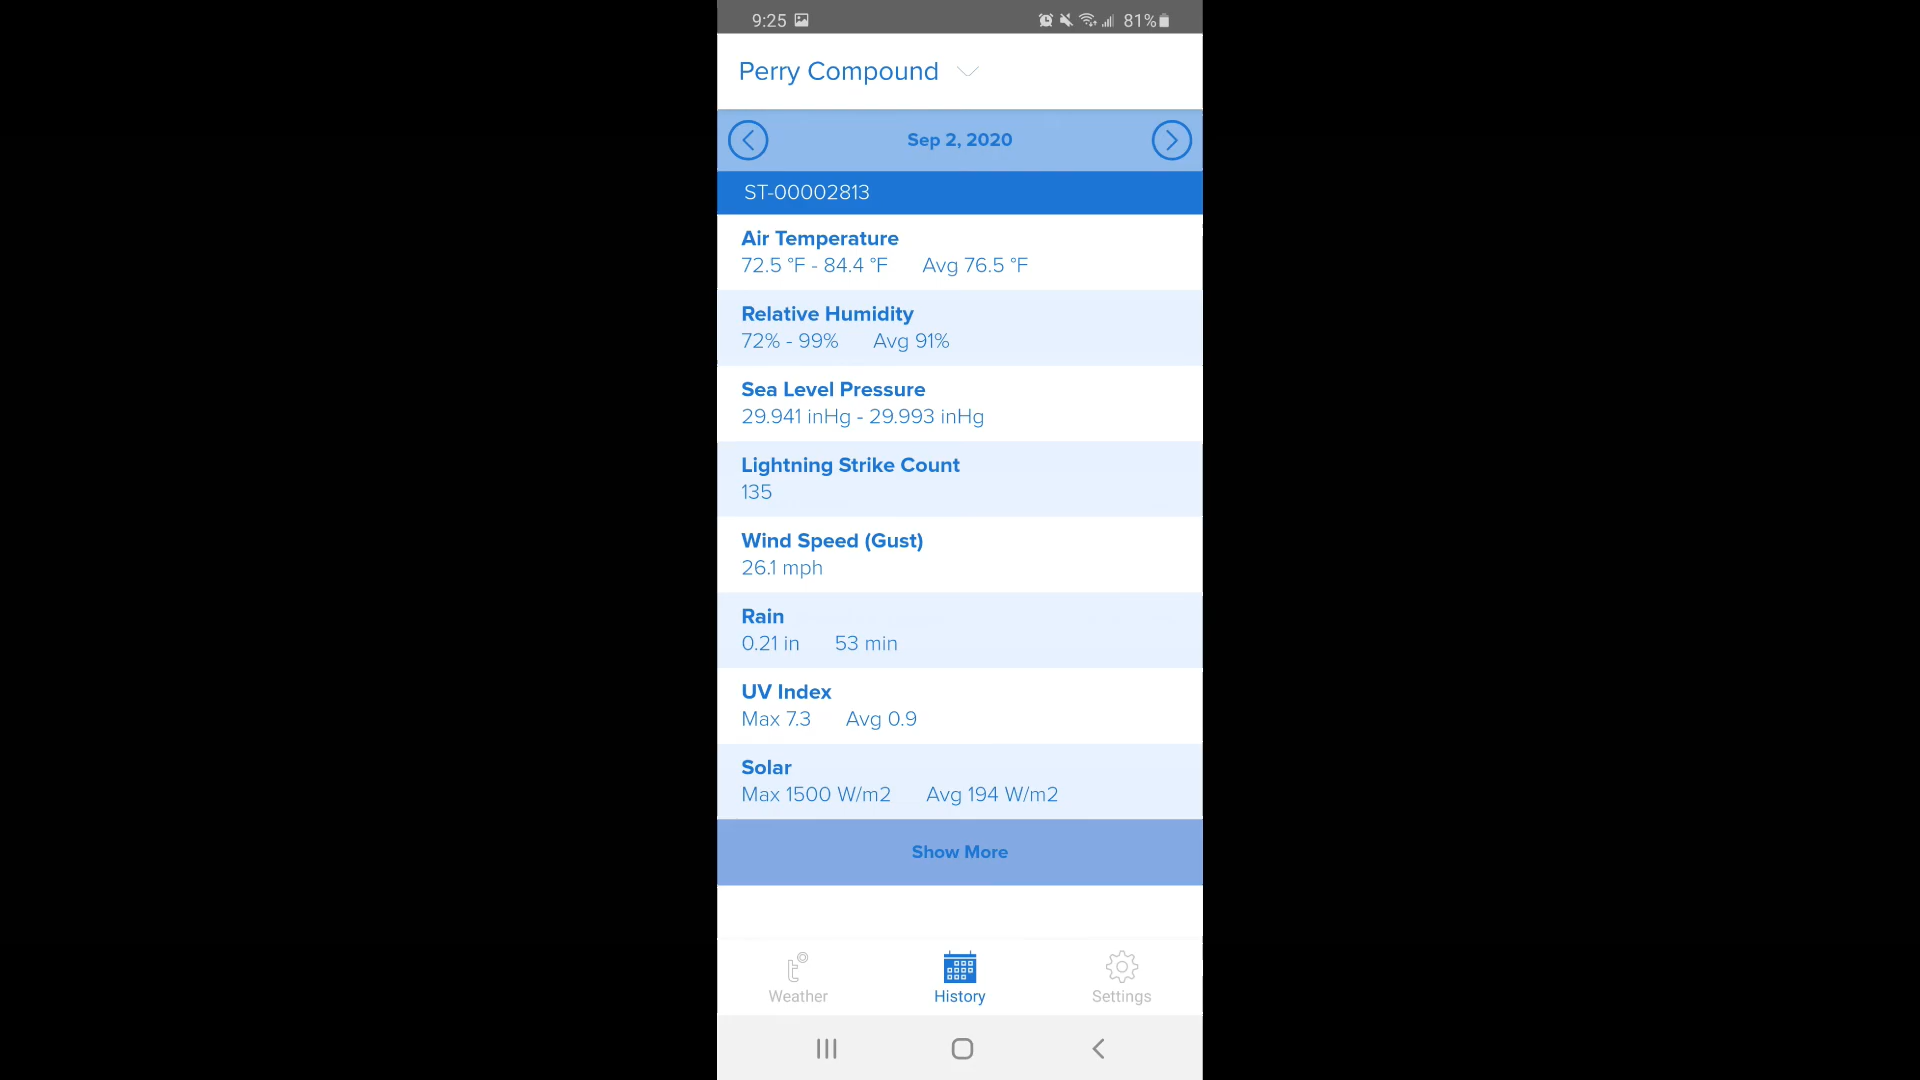 9:25 81%
Perry Compound
Sep 2, 2020
ST-00002813
Air Temperature
72.5 °F - 84.4 °F Avg 76.5 °F
Relative Humidity
72% - 99% Avg 91%
Sea Level Pressure
29.941 inHg - 29.993 inHg
Lightning Strike Count
135
Wind Speed (Gust)
26.1 mph
Rain
0.21 in 53 min
UV Index
Max 7.3 Avg 0.9
Solar
Max 1500 W/m2 Avg 194 W/m2
Show More
Weather History Settings